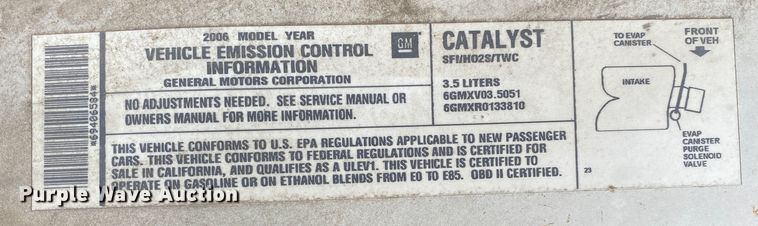 *69406584*
2006 MODEL YEAR
VEHICLE EMISSION CONTROL
INFORMATION
GENERAL MOTORS CORPORATION
GM
NO ADJUSTMENTS NEEDED. SEE SERVICE MANUAL OR
OWNERS MANUAL FOR MORE INFORMATION.
CATALYST
SFI/HO2S/TWC
3.5 LITERS
6GMXV03.5051
6GMXR0133810
THIS VEHICLE CONFORMS TO U.S. EPA REGULATIONS APPLICABLE TO NEW PASSENGER
CARS. THIS VEHICLE CONFORMS TO FEDERAL REGULATIONS AND IS CERTIFIED FOR
SALE IN CALIFORNIA, AND QUALIFIES AS A ULEV1. THIS VEHICLE IS CERTIFIED TO
OPERATE ON GASOLINE OR ON ETHANOL BLENDS FROM E0 TO E85. OBD II CERTIFIED.
TO EVAP
CANISTER
FRONT
OF VEH
INTAKE
EVAP
CANISTER
PURGE
SOLENOID
VALVE
23
Purple Wave Auction